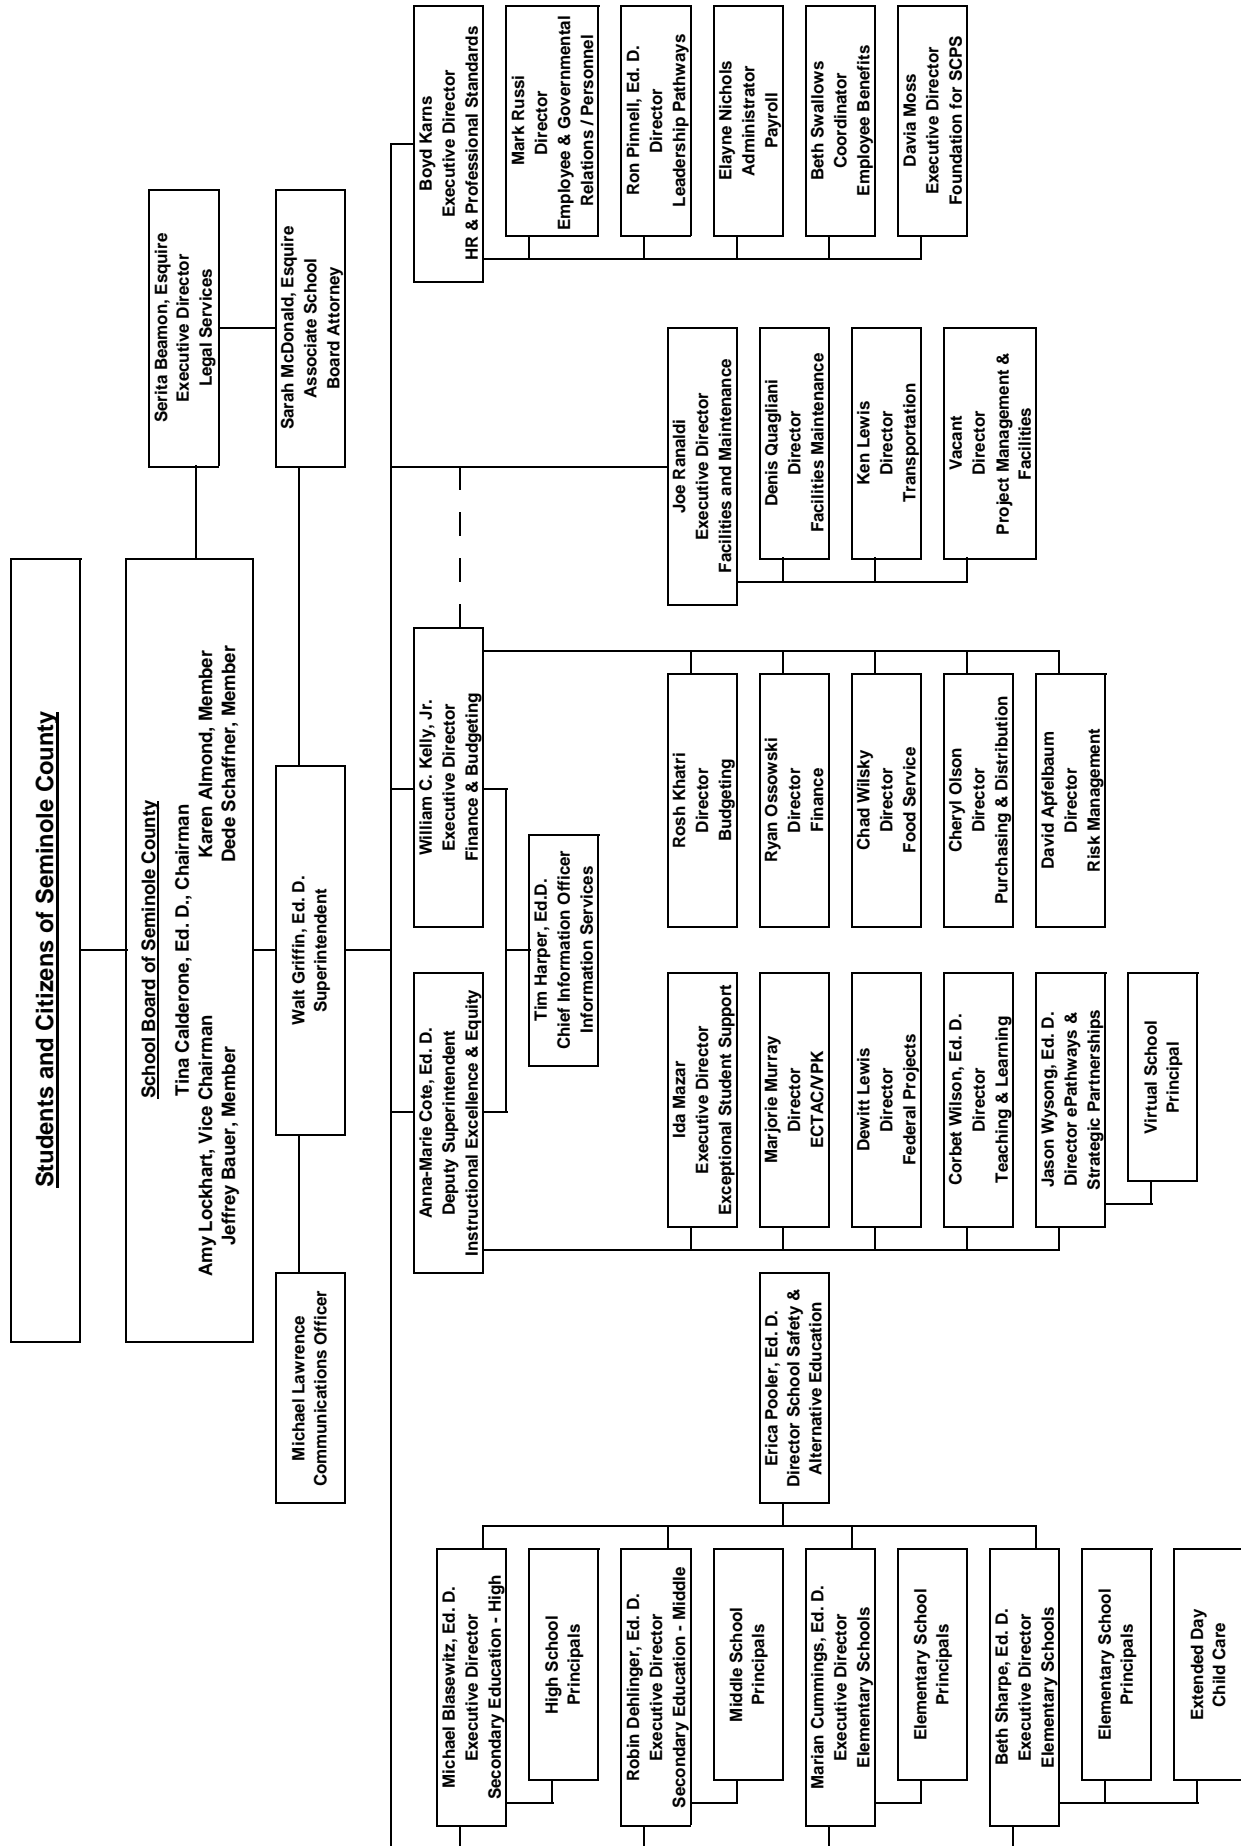 Students and Citizens of Seminole County
School Board of Seminole County
Tina Calderone, Ed. D., Chairman
Amy Lockhart, Vice Chairman
Karen Almond, Member
Jeffrey Bauer, Member
Dede Schaffner, Member
Serita Beamon, Esquire
Executive Director
Legal Services
Michael Lawrence
Communications Officer
Walt Griffin, Ed. D.
Superintendent
Sarah McDonald, Esquire
Associate School
Board Attorney
Michael Blasewitz, Ed. D.
Executive Director
Secondary Education - High
High School
Principals
Robin Dehlinger, Ed. D.
Executive Director
Secondary Education - Middle
Middle School
Principals
Marian Cummings, Ed. D.
Executive Director
Elementary Schools
Elementary School
Principals
Beth Sharpe, Ed. D.
Executive Director
Elementary Schools
Elementary School
Principals
Extended Day
Child Care
Erica Pooler, Ed. D.
Director School Safety &
Alternative Education
Anna-Marie Cote, Ed. D.
Deputy Superintendent
Instructional Excellence & Equity
Tim Harper, Ed.D.
Chief Information Officer
Information Services
Ida Mazar
Executive Director
Exceptional Student Support
Marjorie Murray
Director
ECTAC/VPK
Dewitt Lewis
Director
Federal Projects
Corbet Wilson, Ed. D.
Director
Teaching & Learning
Jason Wysong, Ed. D.
Director ePathways &
Strategic Partnerships
Virtual School
Principal
William C. Kelly, Jr.
Executive Director
Finance & Budgeting
Rosh Khatri
Director
Budgeting
Ryan Ossowski
Director
Finance
Chad Wilsky
Director
Food Service
Cheryl Olson
Director
Purchasing & Distribution
David Apfelbaum
Director
Risk Management
Joe Ranaldi
Executive Director
Facilities and Maintenance
Denis Quagliani
Director
Facilities Maintenance
Ken Lewis
Director
Transportation
Vacant
Director
Project Management &
Facilities
Boyd Karns
Executive Director
HR & Professional Standards
Mark Russi
Director
Employee & Governmental
Relations / Personnel
Ron Pinnell, Ed. D.
Director
Leadership Pathways
Elayne Nichols
Administrator
Payroll
Beth Swallows
Coordinator
Employee Benefits
Davia Moss
Executive Director
Foundation for SCPS